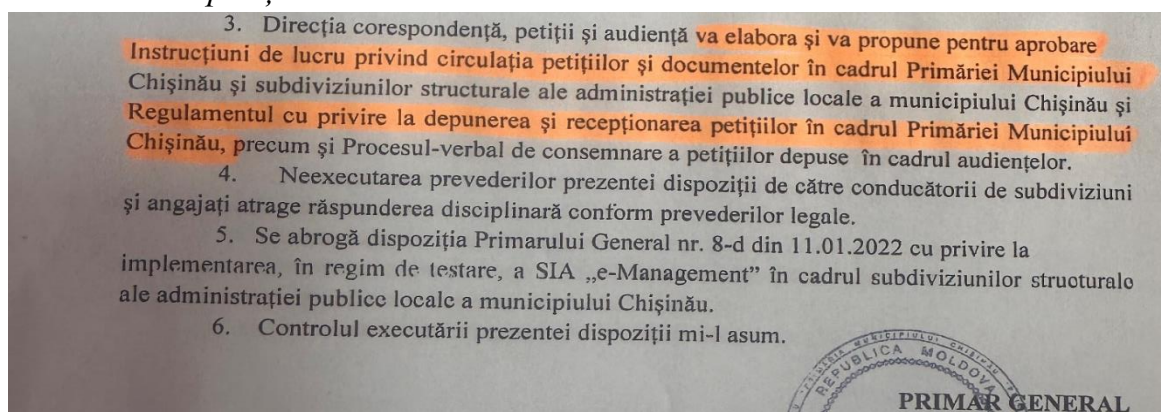 3. Direcția corespondență, petiții și audiență va elabora și va propune pentru aprobare
Instrucțiuni de lucru privind circulația petițiilor și documentelor în cadrul Primăriei Municipiului
Chișinău și subdiviziunilor structurale ale administrației publice locale a municipiului Chișinău și
Regulamentul cu privire la depunerea și recepționarea petițiilor în cadrul Primăriei Municipiului
Chișinău, precum și Procesul-verbal de consemnare a petițiilor depuse în cadrul audiențelor.
4. Neexecutarea prevederilor prezentei dispoziții de către conducătorii de subdiviziuni
și angajați atrage răspunderea disciplinară conform prevederilor legale.
5. Se abrogă dispoziția Primarului General nr. 8-d din 11.01.2022 cu privire la
implementarea, în regim de testare, a SIA „e-Management” în cadrul subdiviziunilor structurale
ale administrației publice locale a municipiului Chișinău.
6. Controlul executării prezentei dispoziții mi-l asum.
PRIMĂRIA MUNICIPIULUI CHIȘINĂU
REPUBLICA MOLDOVA
PRIMAR GENERAL